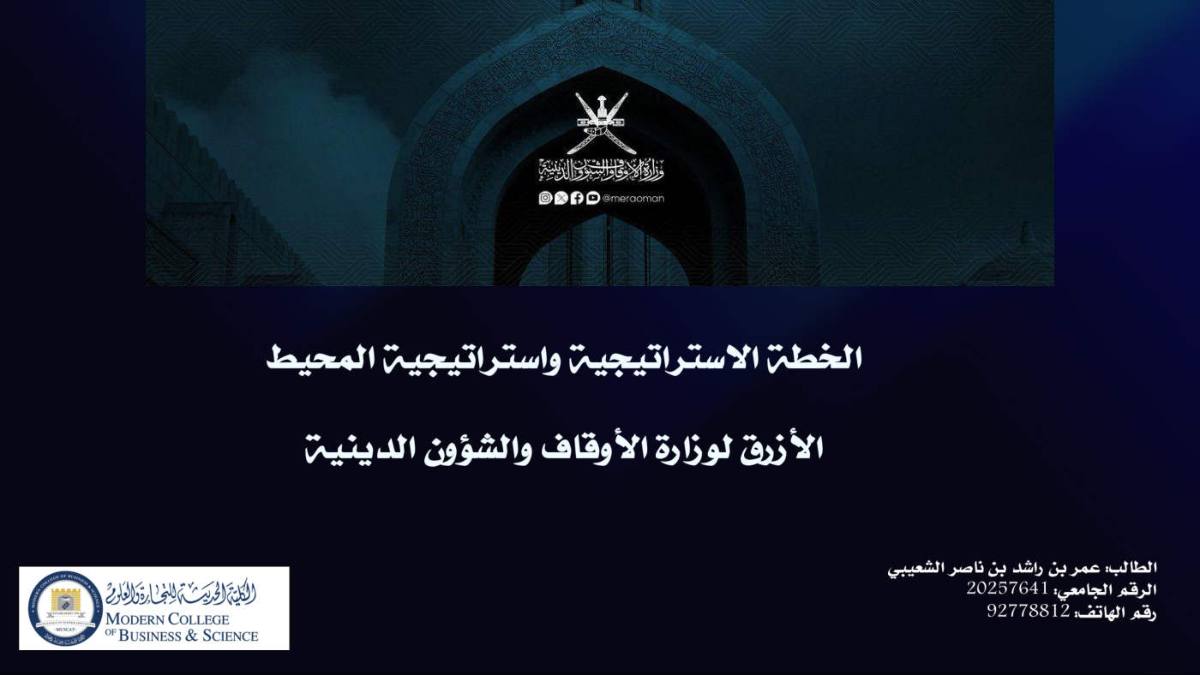 وزارة الأوقاف والشؤون الدينية
@meraoman
الخطة الاستراتيجية واستراتيجية المحيط
الأزرق لوزارة الأوقاف والشؤون الدينية
الطالب: عمر بن راشد بن ناصر الشعيبي
الرقم الجامعي: 20257641
رقم الهاتف: 92778812
الكلية الحديثة للتجارة والعلوم
MODERN COLLEGE
OF BUSINESS & SCIENCE